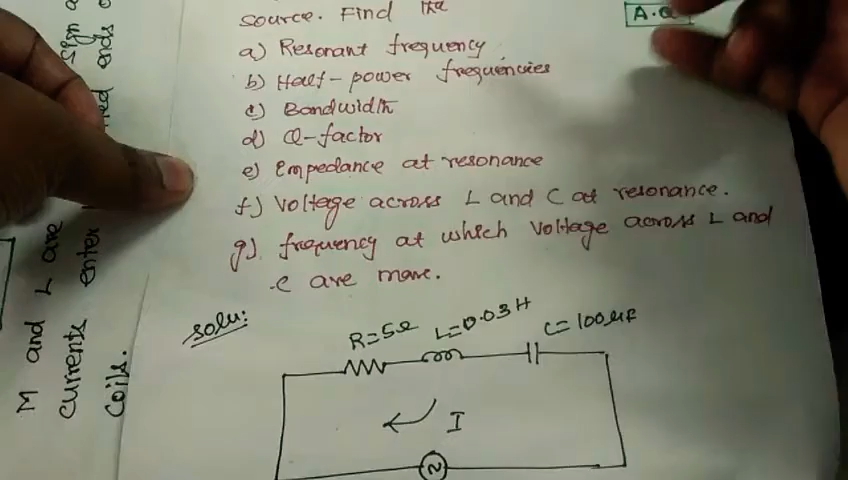 source. Find the
a) Resonant frequency
b) Half-power frequencies
c) Bandwidth
d) Q-factor
e) Impedance at resonance
f) Voltage across L and C at resonance.
g) frequency at which voltage across L and
C are max.
Solu:
R=5Ω L=0.03H C=100μF
I
M and L are
currents enter
coils.